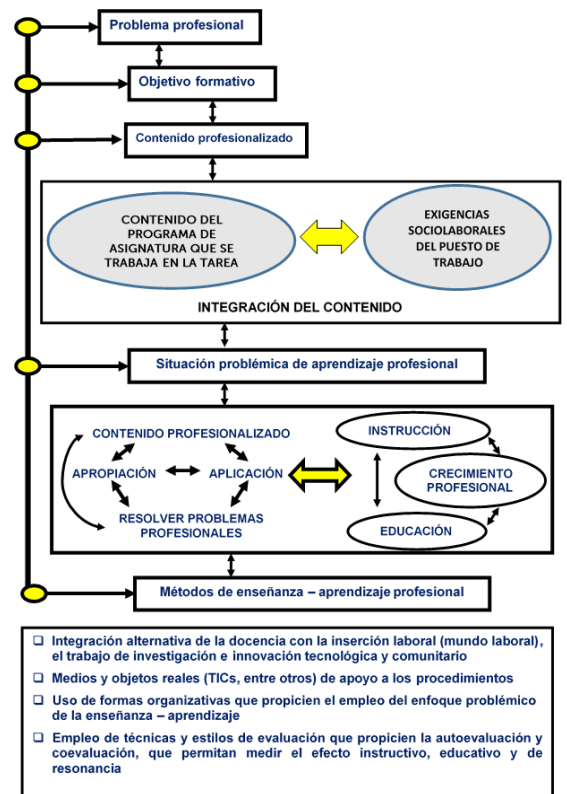 Problema profesional
Objetivo formativo
Contenido profesionalizado
CONTENIDO DEL
PROGRAMA DE
ASIGNATURA QUE SE
TRABAJA EN LA TAREA
EXIGENCIAS
SOCIOLABORALES
DEL PUESTO DE
TRABAJO
INTEGRACIÓN DEL CONTENIDO
Situación problémica de aprendizaje profesional
CONTENIDO PROFESIONALIZADO
APROPIACIÓN
APLICACIÓN
RESOLVER PROBLEMAS
PROFESIONALES
INSTRUCCIÓN
CRECIMIENTO
PROFESIONAL
EDUCACIÓN
Métodos de enseñanza – aprendizaje profesional
Integración alternativa de la docencia con la inserción laboral (mundo laboral),
el trabajo de investigación e innovación tecnológica y comunitario
Medios y objetos reales (TICs, entre otros) de apoyo a los procedimientos
Uso de formas organizativas que propicien el empleo del enfoque problémico
de la enseñanza – aprendizaje
Empleo de técnicas y estilos de evaluación que propicien la autoevaluación y
coevaluación, que permitan medir el efecto instructivo, educativo y de
resonancia